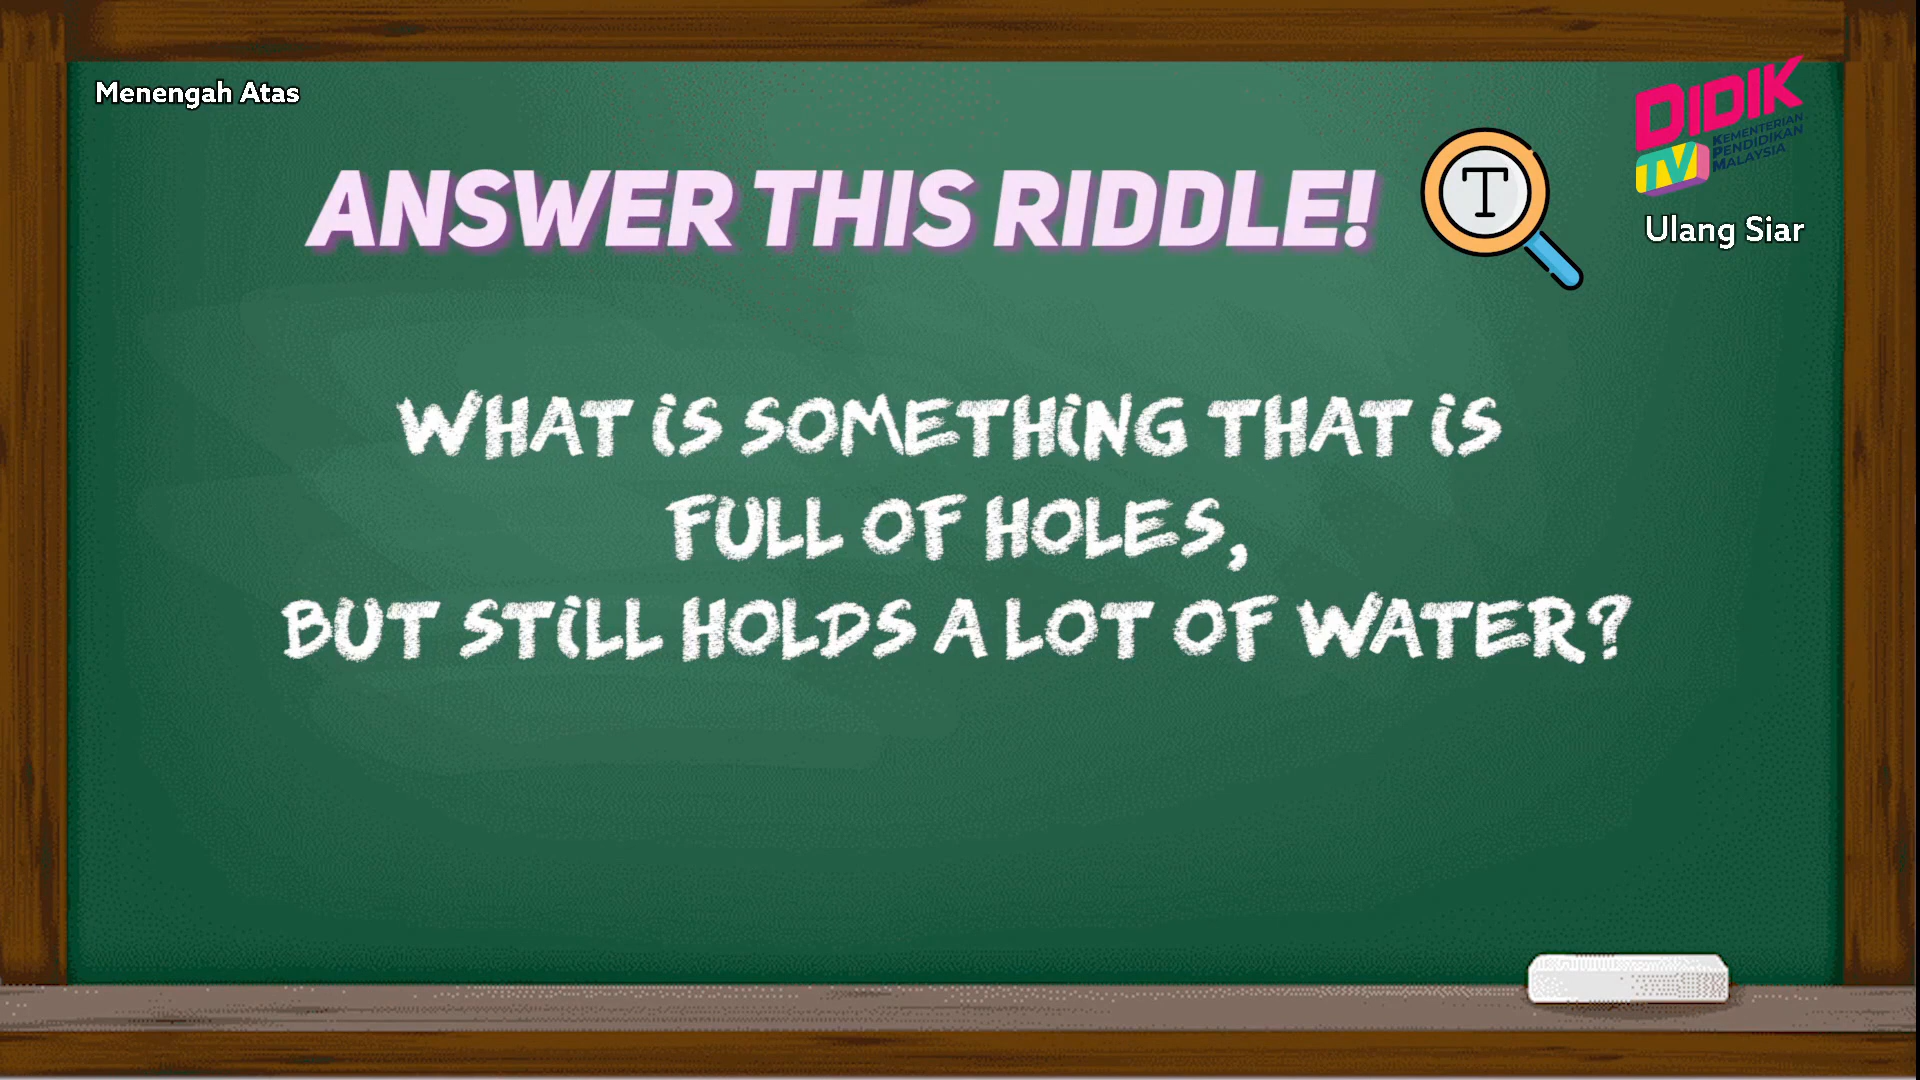 Menengah Atas
DIDIK
TV
KEMENTERIAN
PENDIDIKAN
MALAYSIA
Ulang Siar
ANSWER THIS RIDDLE!
T
WHAT IS SOMETHING THAT IS
FULL OF HOLES,
BUT STILL HOLDS A LOT OF WATER?